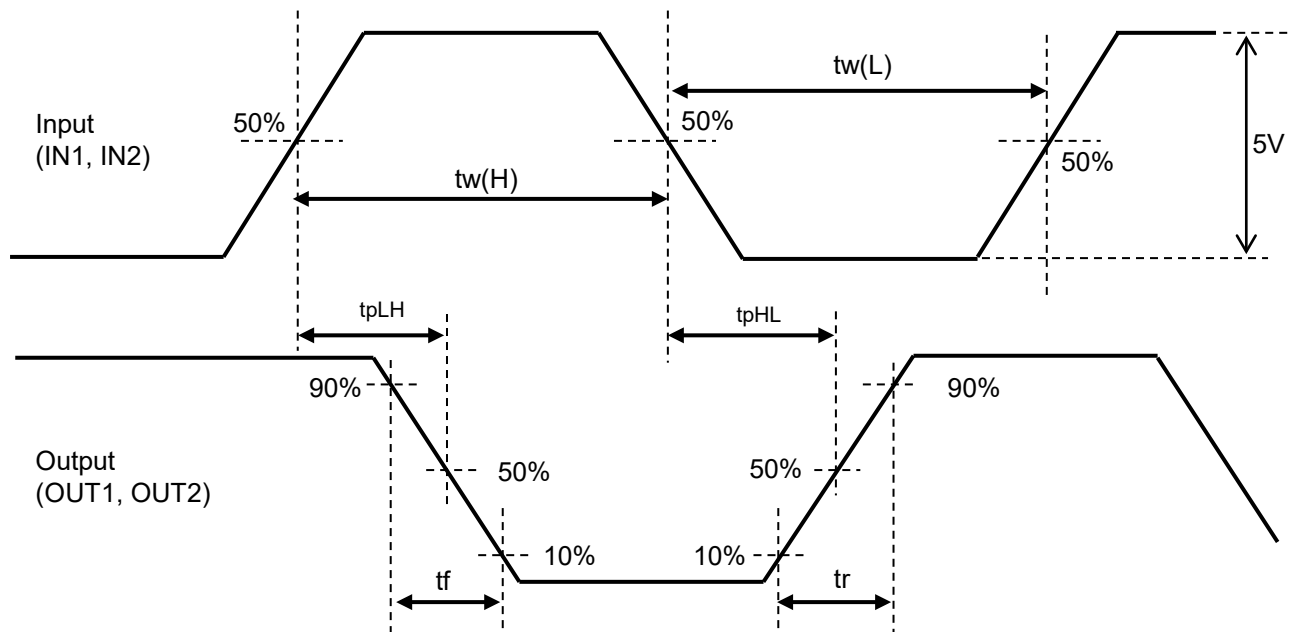 tw(L)
50%
50%
Input
(IN1, IN2)
5V
50%
tw(H)
tpLH
tpHL
90%
90%
Output
(OUT1, OUT2)
50%
50%
10%
10%
tf
tr